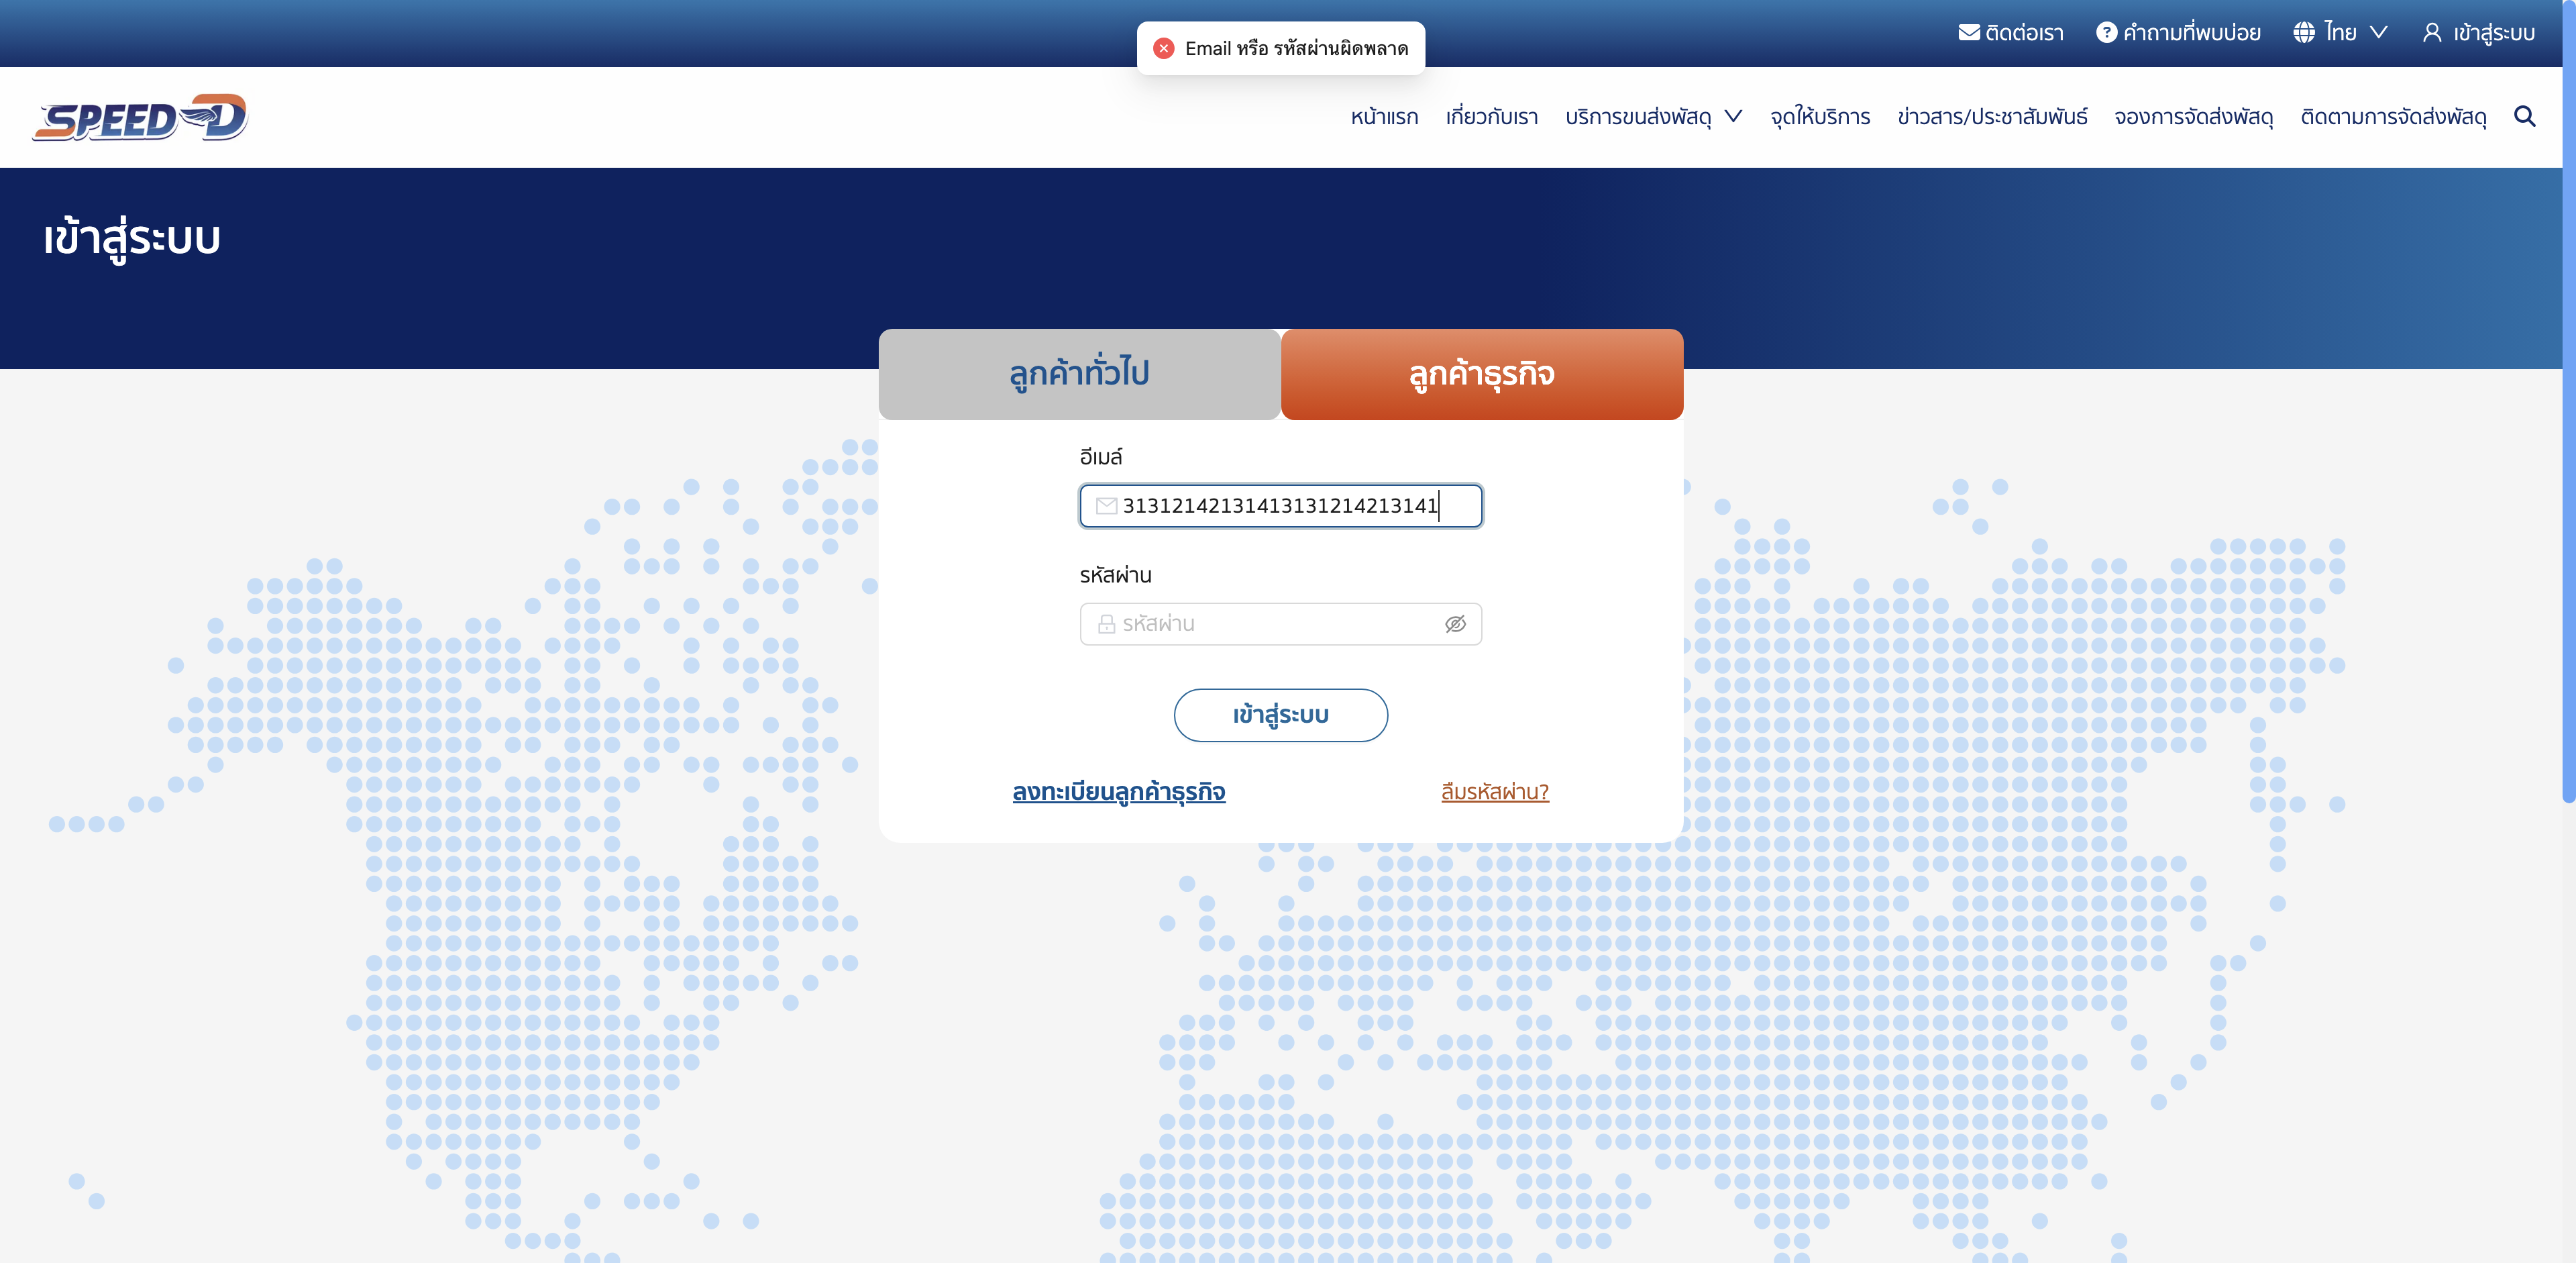 ติดต่อเรา คำถามที่พบบ่อย ไทย เข้าสู่ระบบ
Email หรือ รหัสผ่านผิดพลาด
SPEED-D
หน้าแรก เกี่ยวกับเรา บริการขนส่งพัสดุ จุดให้บริการ ข่าวสาร/ประชาสัมพันธ์ จองการจัดส่งพัสดุ ติดตามการจัดส่งพัสดุ
เข้าสู่ระบบ
ลูกค้าทั่วไป ลูกค้าธุรกิจ
อีเมล์
3131214213141313​1214213141
รหัสผ่าน
รหัสผ่าน
เข้าสู่ระบบ
ลงทะเบียนลูกค้าธุรกิจ ลืมรหัสผ่าน?